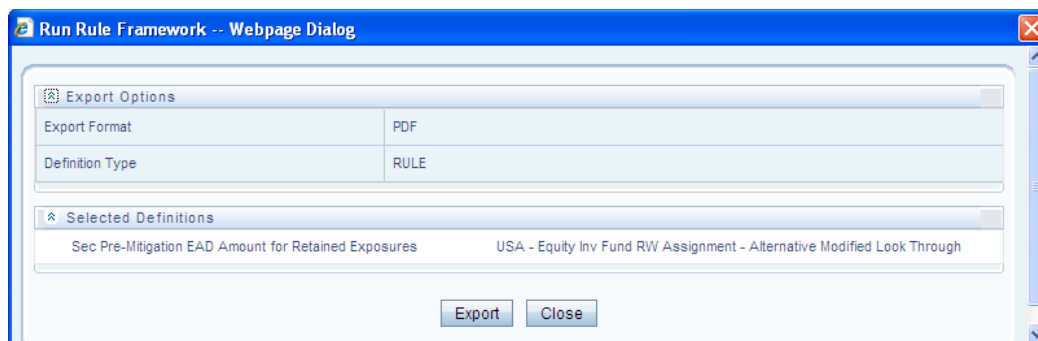 Run Rule Framework -- Webpage Dialog
Export Options
Export Format PDF
Definition Type RULE
Selected Definitions
Sec Pre-Mitigation EAD Amount for Retained Exposures USA - Equity Inv Fund RW Assignment - Alternative Modified Look Through
Export Close